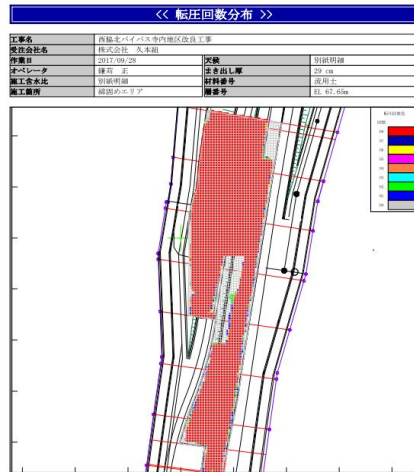 << 転圧回数分布 >>
工事名 西脇北バイパス寺内地区改良工事
受注会社名 株式会社 久本組
作業日 2017/09/28 天候 別紙明細
オペレータ 正 まき出し厚 29 cm
施工含水比 別紙明細 材料番号 流用土
施工箇所 締固めエリア 層番号 EL 67.65m